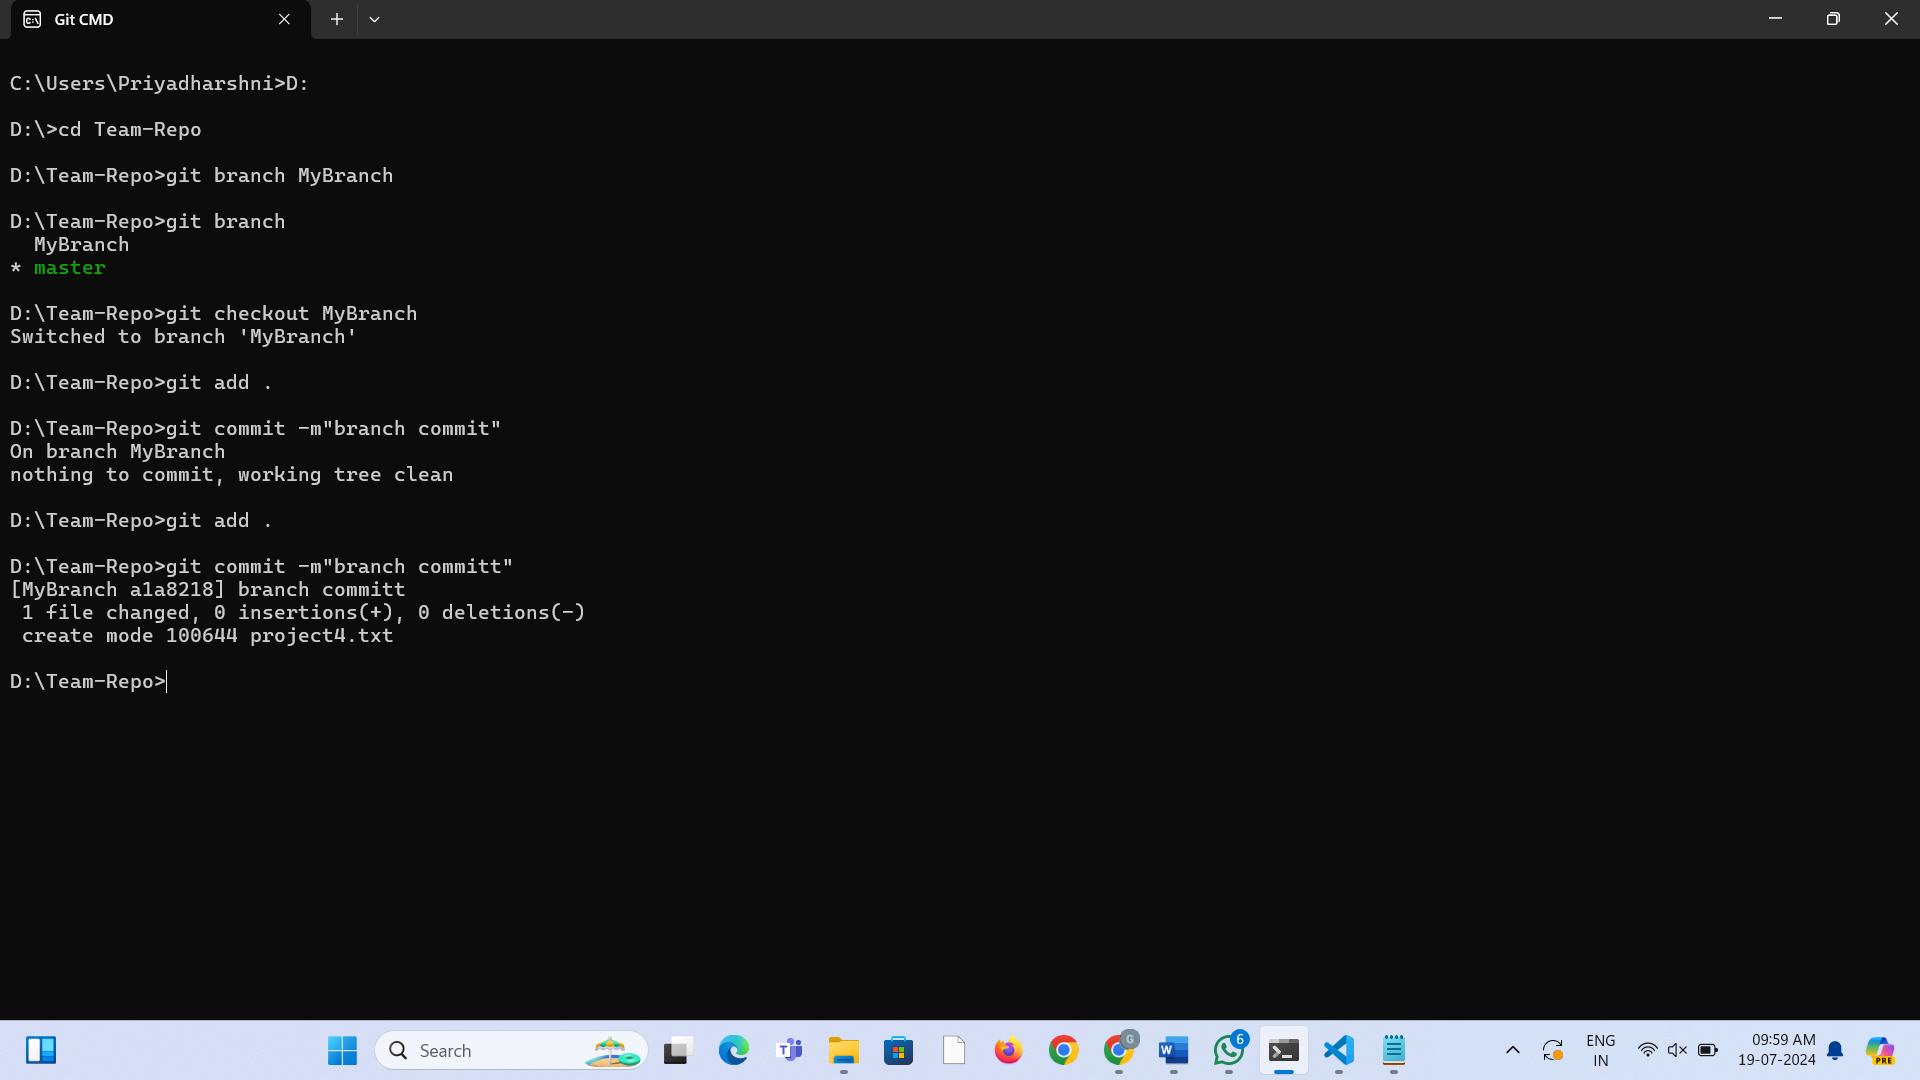 Git CMD
C:\Users\Priyadharshni>D:
D:\>cd Team-Repo
D:\Team-Repo>git branch MyBranch
D:\Team-Repo>git branch
  MyBranch
* master
D:\Team-Repo>git checkout MyBranch
Switched to branch 'MyBranch'
D:\Team-Repo>git add .
D:\Team-Repo>git commit -m"branch commit"
On branch MyBranch
nothing to commit, working tree clean
D:\Team-Repo>git add .
D:\Team-Repo>git commit -m"branch committ"
[MyBranch a1a8218] branch committ
 1 file changed, 0 insertions(+), 0 deletions(-)
 create mode 100644 project4.txt
D:\Team-Repo>
Search
G
W
6
ENG
IN
09:59 AM
19-07-2024
PRE